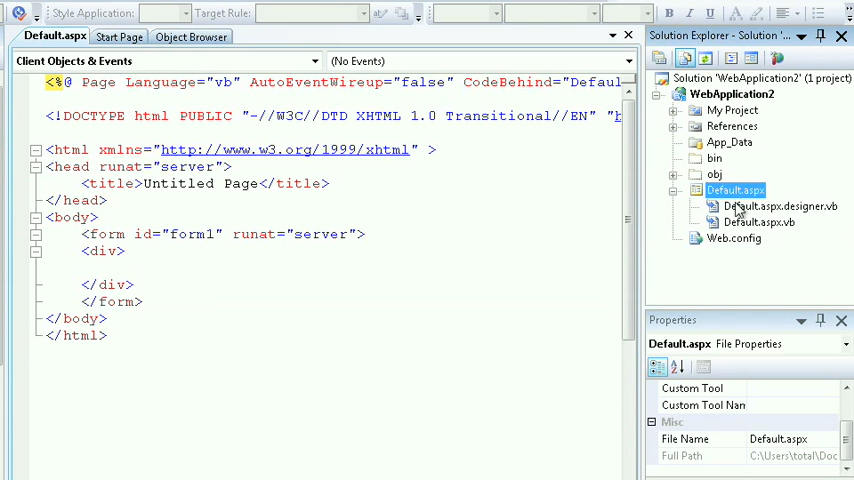 Style Application: Target Rule: B I U A
Default.aspx Start Page Object Browser
Client Objects & Events (No Events)
<%@ Page Language="vb" AutoEventWireup="false" CodeBehind="Defau
<!DOCTYPE html PUBLIC "-//W3C//DTD XHTML 1.0 Transitional//EN" "h
<html xmlns="http://www.w3.org/1999/xhtml" >
<head runat="server">
<title>Untitled Page</title>
</head>
<body>
<form id="form1" runat="server">
<div>
</div>
</form>
</body>
</html>
Solution Explorer - Solution '...
Solution 'WebApplication2' (1 project)
WebApplication2
My Project
References
App_Data
bin
obj
Default.aspx
Default.aspx.designer.vb
Default.aspx.vb
Web.config
Properties
Default.aspx File Properties
Custom Tool
Custom Tool Nam
Misc
File Name Default.aspx
Full Path C:\Users\total\Doc